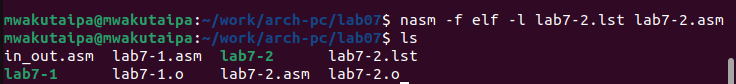 mwakutaipa@mwakutaipa:~/work/arch-pc/lab07$ nasm -f elf -l lab7-2.lst lab7-2.asm
mwakutaipa@mwakutaipa:~/work/arch-pc/lab07$ ls
in_out.asm  lab7-1.asm  lab7-2      lab7-2.lst
lab7-1      lab7-1.o    lab7-2.asm  lab7-2.o